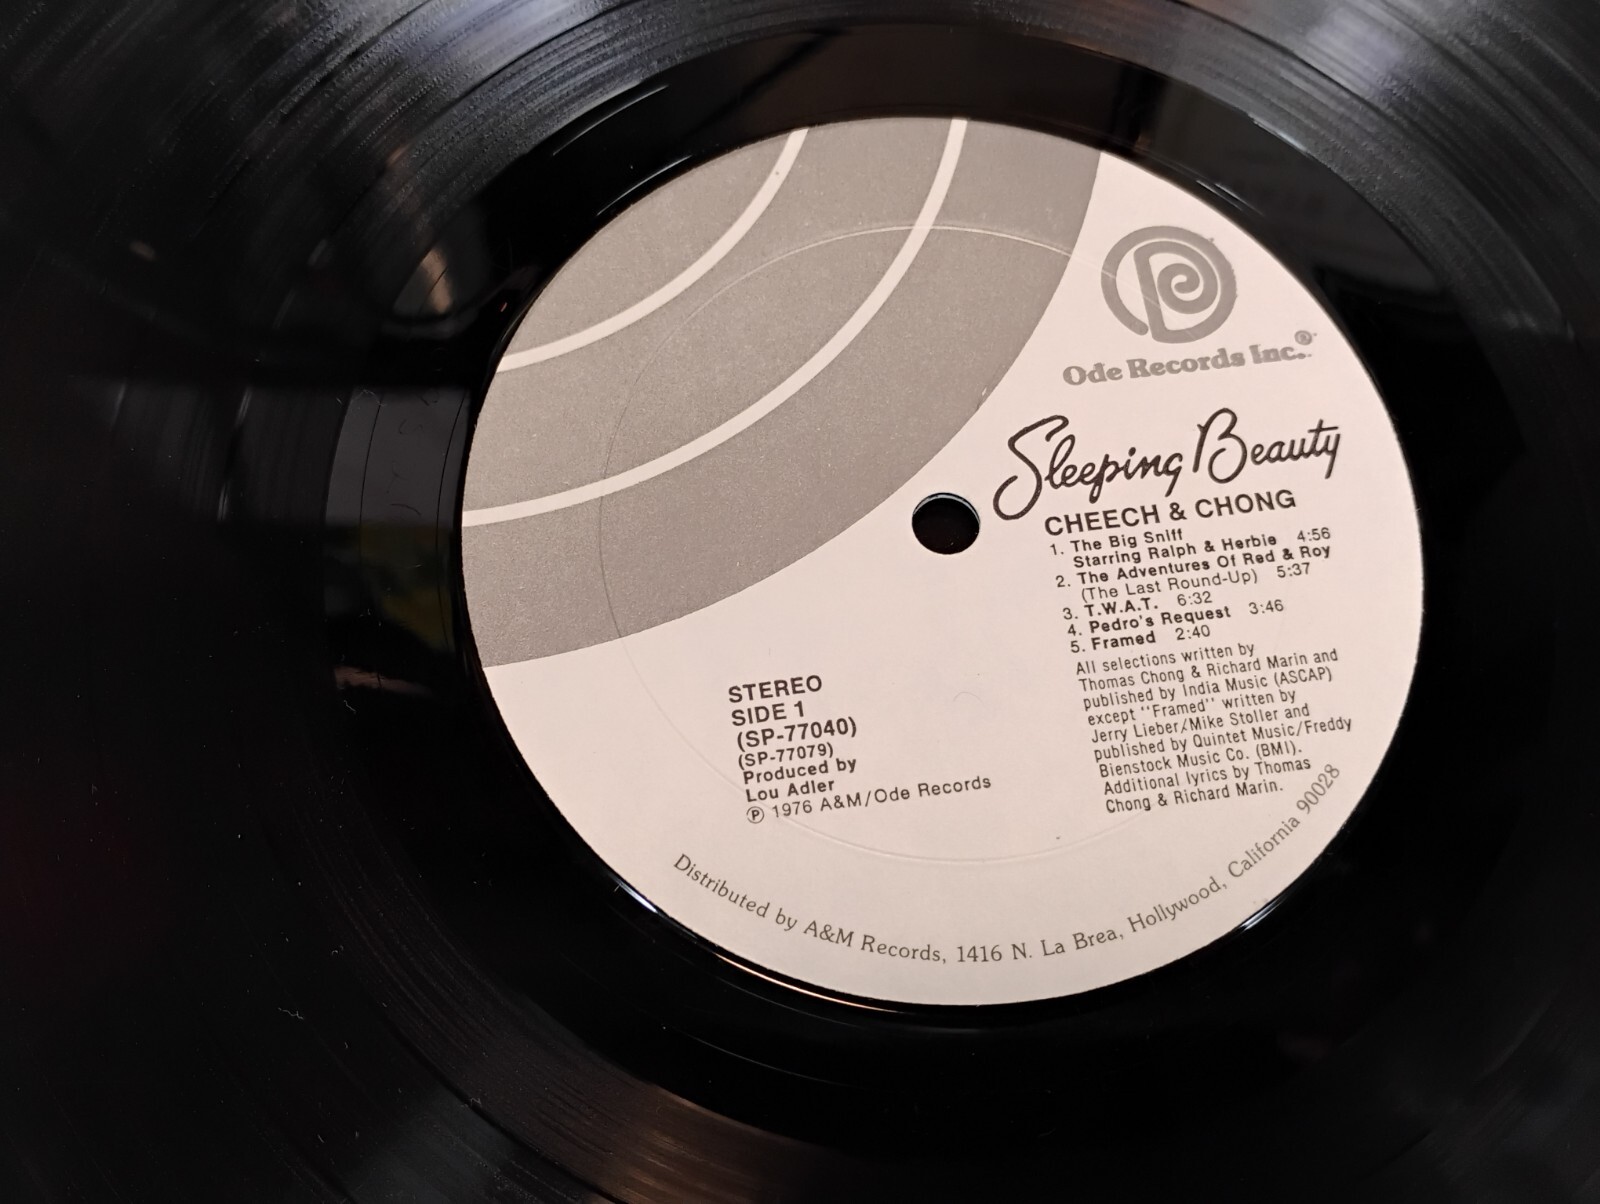 Ode Records Inc.®
Sleeping Beauty
CHEECH & CHONG
1. The Big Sniff
Starring Ralph & Herbie 4:56
2. The Adventures Of Red & Roy
(The Last Round-Up) 5:37
3. T.W.A.T. 6:32
4. Pedro's Request 3:46
5. Framed 2:40
All selections written by
Thomas Chong & Richard Marin and
published by India Music (ASCAP)
except "Framed" written by
Jerry Lieber/Mike Stoller and
published by Quintet Music/Freddy
Bienstock Music Co. (BMI).
Additional lyrics by Thomas
Chong & Richard Marin.
STEREO
SIDE 1
(SP-77040)
(SP-77079)
Produced by
Lou Adler
℗ 1976 A&M/Ode Records
Distributed by A&M Records, 1416 N. La Brea, Hollywood, California 90028